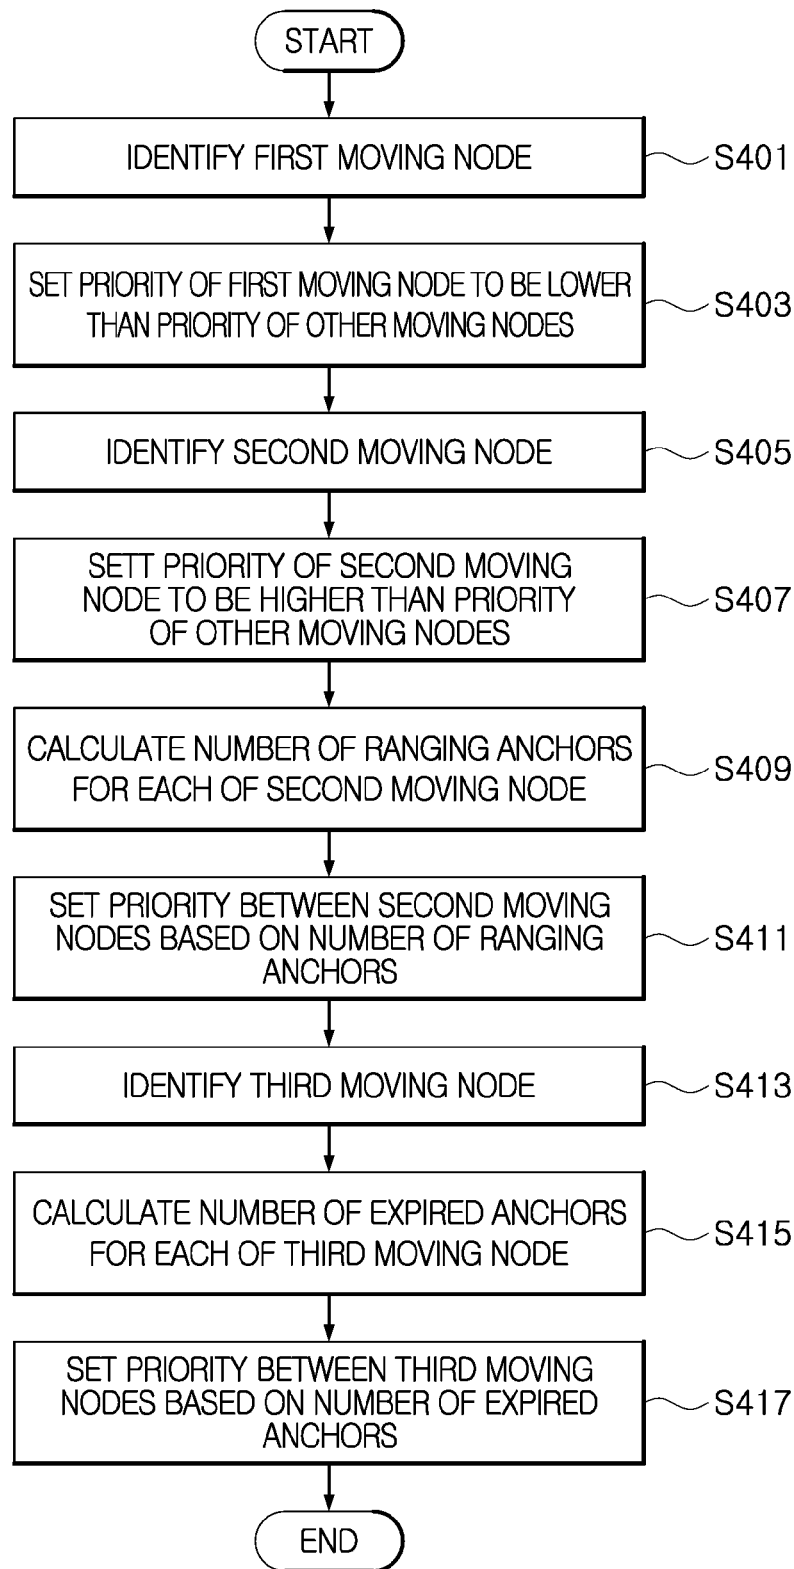 START
IDENTIFY FIRST MOVING NODE
S401
SET PRIORITY OF FIRST MOVING NODE TO BE LOWER
THAN PRIORITY OF OTHER MOVING NODES
S403
IDENTIFY SECOND MOVING NODE
S405
SETT PRIORITY OF SECOND MOVING
NODE TO BE HIGHER THAN PRIORITY
OF OTHER MOVING NODES
S407
CALCULATE NUMBER OF RANGING ANCHORS
FOR EACH OF SECOND MOVING NODE
S409
SET PRIORITY BETWEEN SECOND MOVING
NODES BASED ON NUMBER OF RANGING
ANCHORS
S411
IDENTIFY THIRD MOVING NODE
S413
CALCULATE NUMBER OF EXPIRED ANCHORS
FOR EACH OF THIRD MOVING NODE
S415
SET PRIORITY BETWEEN THIRD MOVING
NODES BASED ON NUMBER OF EXPIRED
ANCHORS
S417
END